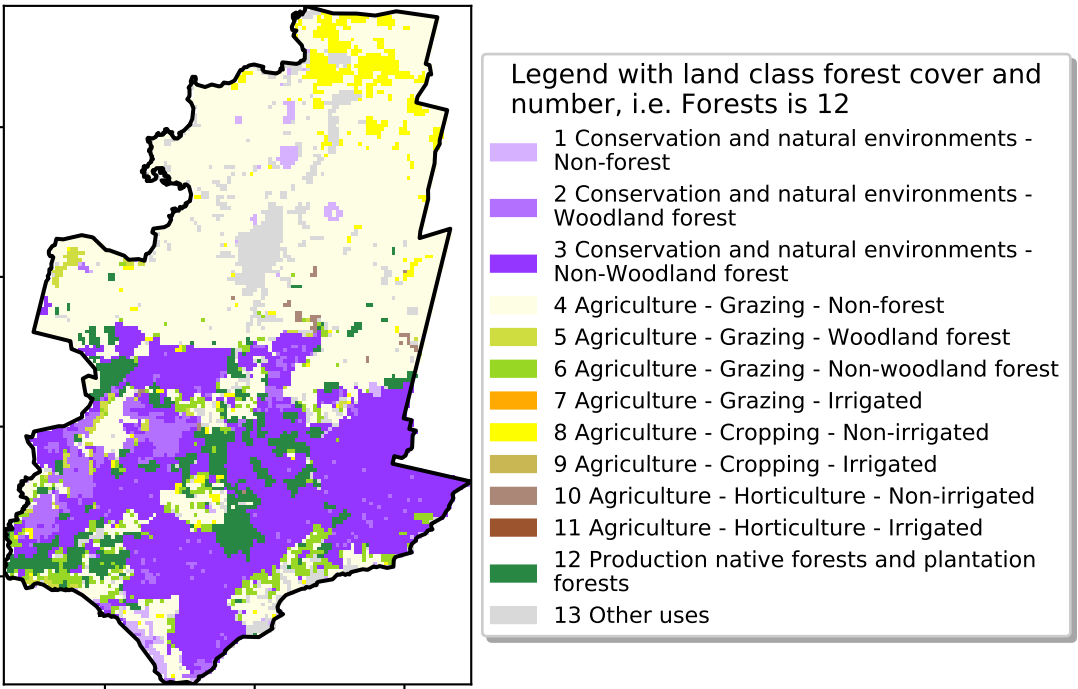 Legend with land class forest cover and
number, i.e. Forests is 12
1 Conservation and natural environments -
Non-forest
2 Conservation and natural environments -
Woodland forest
3 Conservation and natural environments -
Non-Woodland forest
4 Agriculture - Grazing - Non-forest
5 Agriculture - Grazing - Woodland forest
6 Agriculture - Grazing - Non-woodland forest
7 Agriculture - Grazing - Irrigated
8 Agriculture - Cropping - Non-irrigated
9 Agriculture - Cropping - Irrigated
10 Agriculture - Horticulture - Non-irrigated
11 Agriculture - Horticulture - Irrigated
12 Production native forests and plantation
forests
13 Other uses